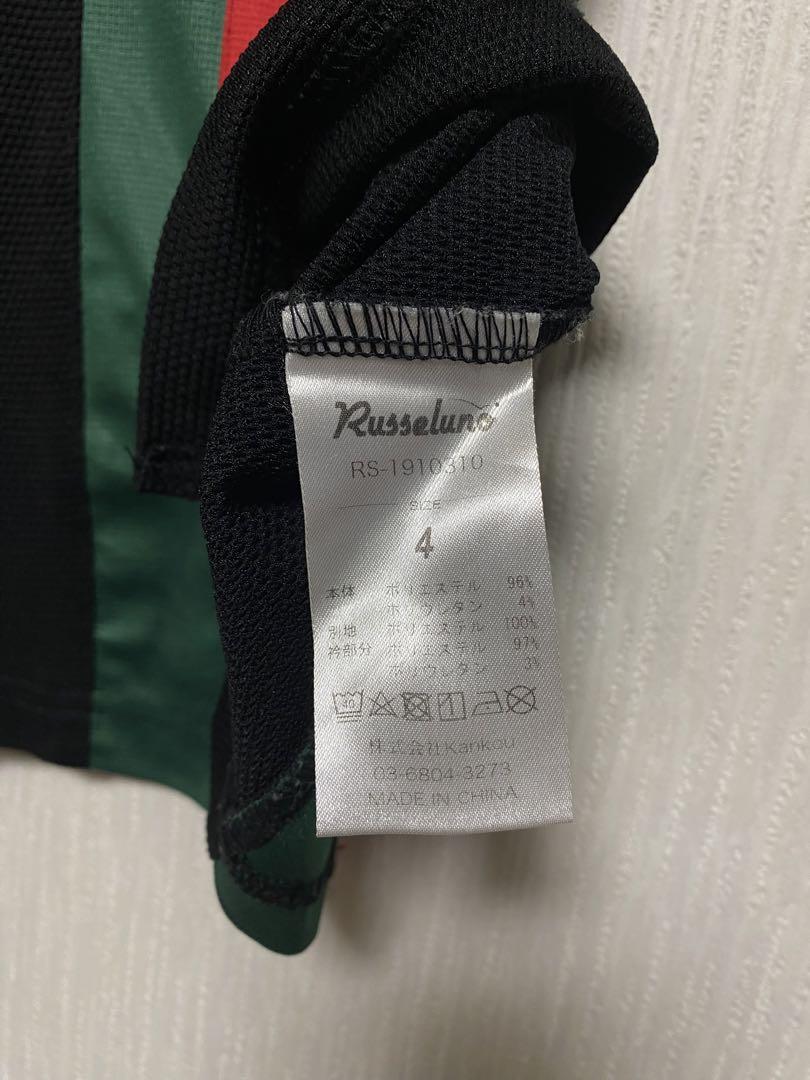 Russeluno
RS-1910310
SIZE
4
本体 ポリエステル 96%
ポリウレタン 4%
別地 ポリエステル 100%
衿部分 ポリエステル 97%
ポリウレタン 3%
40
株式会社Kankou
03-6804-3273
MADE IN CHINA